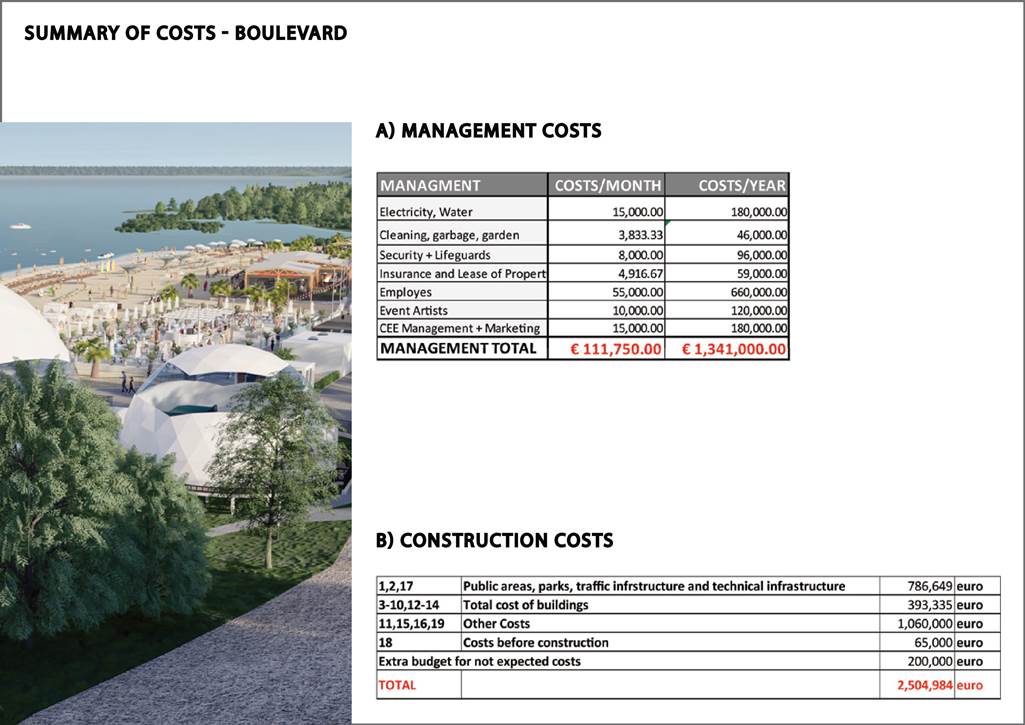 SUMMARY OF COSTS - BOULEVARD
A) MANAGEMENT COSTS
MANAGMENT COSTS/MONTH COSTS/YEAR
Electricity, Water 15,000.00 180,000.00
Cleaning, garbage, garden 3,833.33 46,000.00
Security + Lifeguards 8,000.00 96,000.00
Insurance and Lease of Propert 4,916.67 59,000.00
Employes 55,000.00 660,000.00
Event Artists 10,000.00 120,000.00
CEE Management + Marketing 15,000.00 180,000.00
MANAGEMENT TOTAL € 111,750.00 € 1,341,000.00
B) CONSTRUCTION COSTS
1,2,17 Public areas, parks, traffic infrstructure and technical infrastructure 786,649 euro
3-10,12-14 Total cost of buildings 393,335 euro
11,15,16,19 Other Costs 1,060,000 euro
18 Costs before construction 65,000 euro
Extra budget for not expected costs 200,000 euro
TOTAL 2,504,984 euro